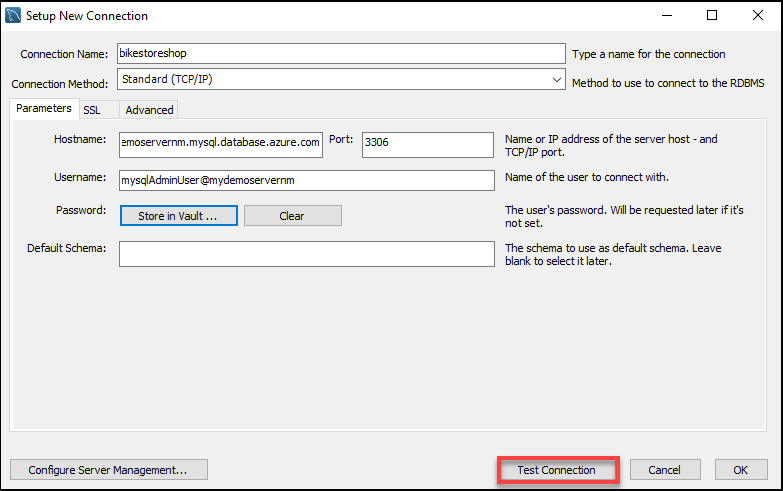 Setup New Connection
Connection Name: bikestoreshop Type a name for the connection
Connection Method: Standard (TCP/IP) Method to use to connect to the RDBMS
Parameters SSL Advanced
Hostname: emoservernm.mysql.database.azure.com Port: 3306 Name or IP address of the server host - and
TCP/IP port.
Username: mysqlAdminUser@mydemoservernm Name of the user to connect with.
Password: Store in Vault ... Clear The user's password. Will be requested later if it's
not set.
Default Schema: The schema to use as default schema. Leave
blank to select it later.
Configure Server Management... Test Connection Cancel OK